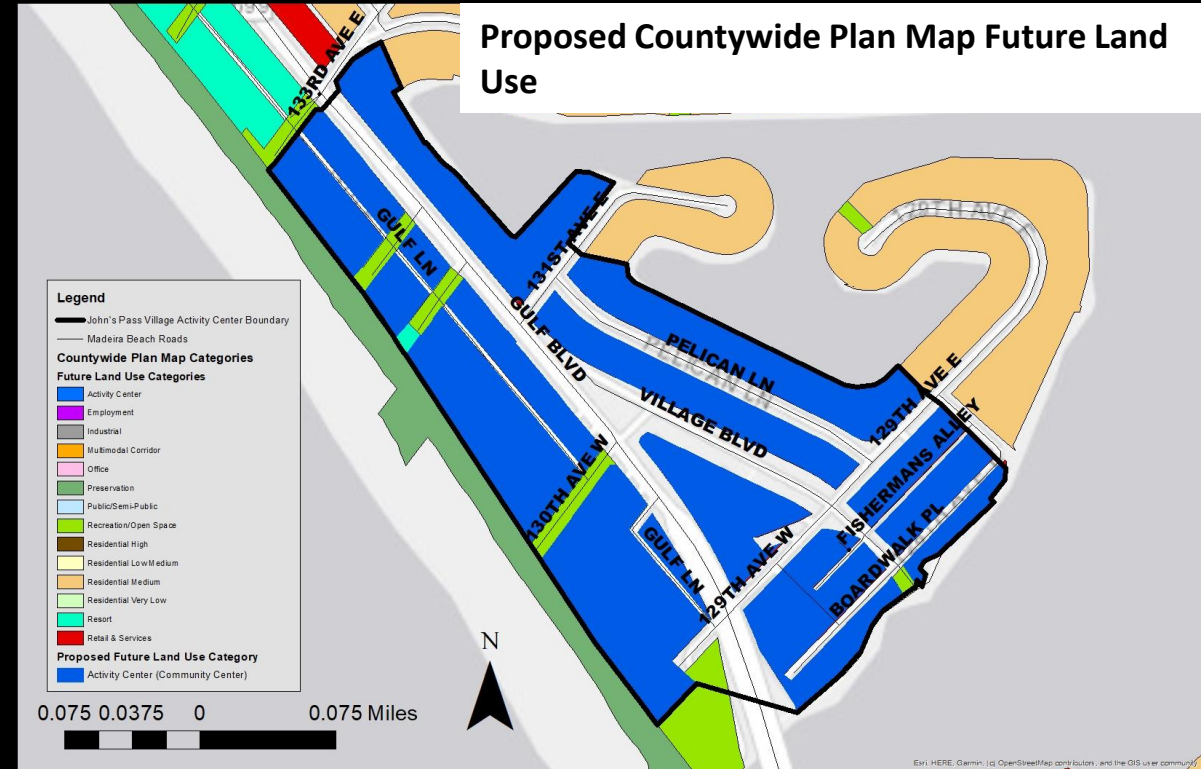 Proposed Countywide Plan Map Future Land
Use
133RD AVE E
GULF LN
131ST AVE E
129TH AVE E
GULF BLVD
PELICAN LN
PELICAN LN
VILLAGE BLVD
129TH AVE E
FISHERMANS ALLEY
130TH AVE W
GULF LN
129TH AVE W
BOARDWALK PL
Legend
John's Pass Village Activity Center Boundary
Madeira Beach Roads
Countywide Plan Map Categories
Future Land Use Categories
Activity Center
Employment
Industrial
Multimodal Corridor
Office
Preservation
Public/Semi-Public
Recreation/Open Space
Residential High
Residential Low Medium
Residential Medium
Residential Very Low
Resort
Retail & Services
Proposed Future Land Use Category
Activity Center (Community Center)
N
0.075 0.0375 0 0.075 Miles
Esri, HERE, Garmin, (c) OpenStreetMap contributors, and the GIS user community